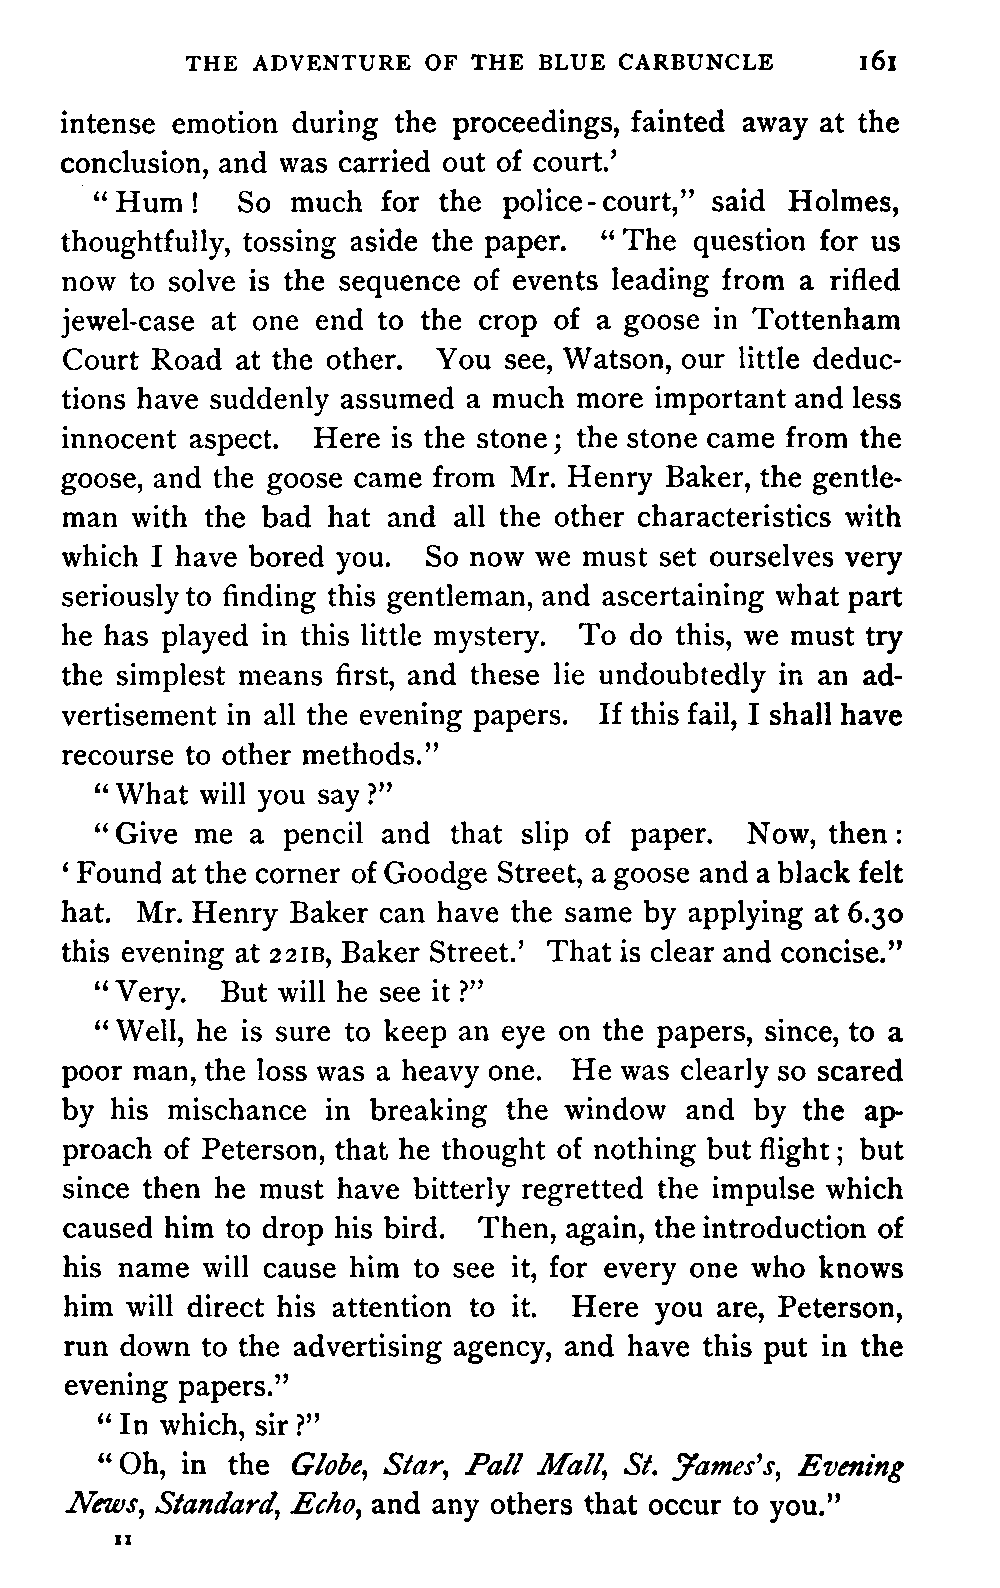 THE ADVENTURE OF THE BLUE CARBUNCLE 161
intense emotion during the proceedings, fainted away at the
conclusion, and was carried out of court.’
“Hum! So much for the police-court,” said Holmes,
thoughtfully, tossing aside the paper. “The question for us
now to solve is the sequence of events leading from a rifled
jewel-case at one end to the crop of a goose in Tottenham
Court Road at the other. You see, Watson, our little deduc-
tions have suddenly assumed a much more important and less
innocent aspect. Here is the stone; the stone came from the
goose, and the goose came from Mr. Henry Baker, the gentle-
man with the bad hat and all the other characteristics with
which I have bored you. So now we must set ourselves very
seriously to finding this gentleman, and ascertaining what part
he has played in this little mystery. To do this, we must try
the simplest means first, and these lie undoubtedly in an ad-
vertisement in all the evening papers. If this fail, I shall have
recourse to other methods.”
“What will you say?”
“Give me a pencil and that slip of paper. Now, then:
‘Found at the corner of Goodge Street, a goose and a black felt
hat. Mr. Henry Baker can have the same by applying at 6.30
this evening at 221B, Baker Street.’ That is clear and concise.”
“Very. But will he see it?”
“Well, he is sure to keep an eye on the papers, since, to a
poor man, the loss was a heavy one. He was clearly so scared
by his mischance in breaking the window and by the ap-
proach of Peterson, that he thought of nothing but flight; but
since then he must have bitterly regretted the impulse which
caused him to drop his bird. Then, again, the introduction of
his name will cause him to see it, for every one who knows
him will direct his attention to it. Here you are, Peterson,
run down to the advertising agency, and have this put in the
evening papers.”
“In which, sir?”
“Oh, in the Globe, Star, Pall Mall, St. James's, Evening
News, Standard, Echo, and any others that occur to you.”
11